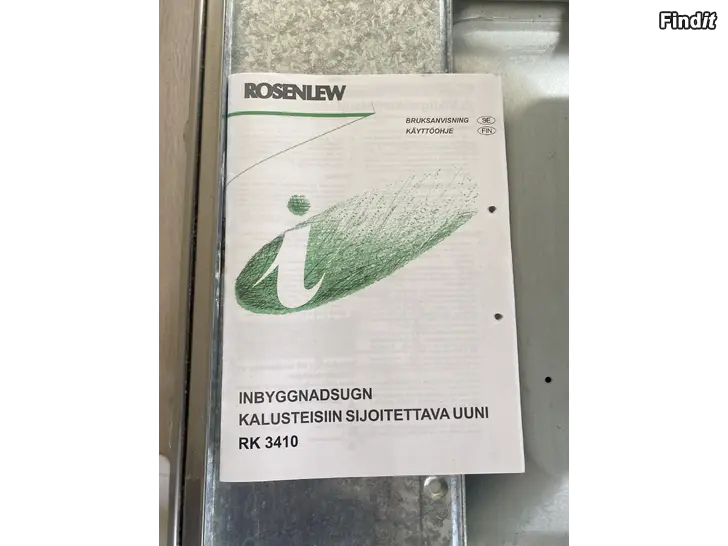 Findit
ROSENLEW
BRUKSANVISNING SE
KÄYTTÖOHJE FIN
i
INBYGGNADSUGN
KALUSTEISIIN SIJOITETTAVA UUNI
RK 3410